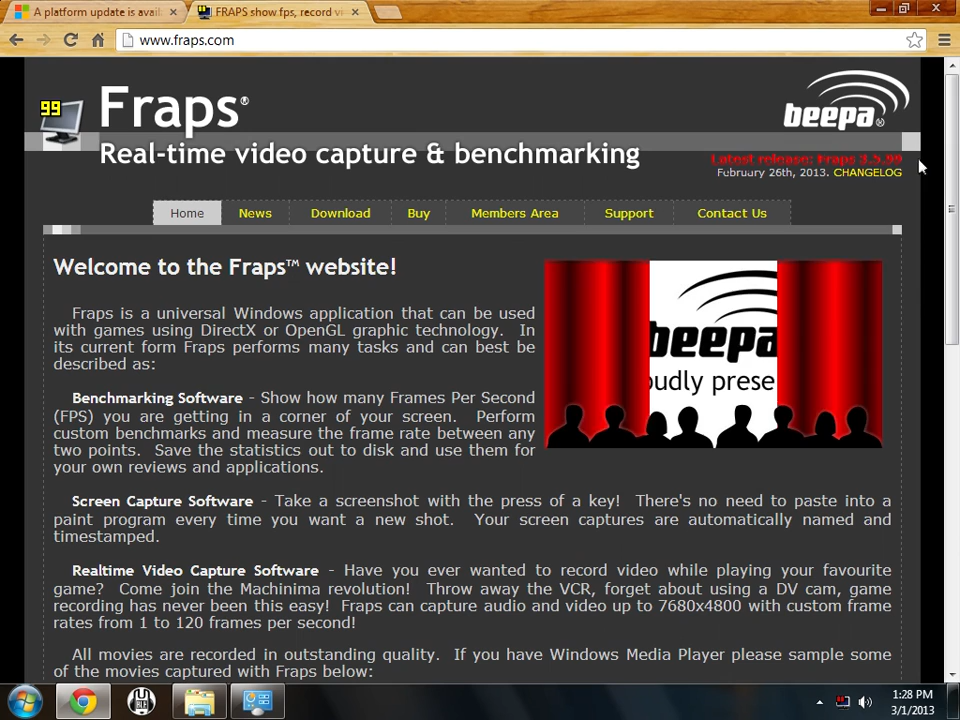 A platform update is avail
FRAPS show fps, record vi
www.fraps.com
99
Fraps®
beepa®
Real-time video capture & benchmarking
Latest release: Fraps 3.5.99
February 26th, 2013. CHANGELOG
Home News Download Buy Members Area Support Contact Us
Welcome to the Fraps™ website!
beepa
oudly prese
Fraps is a universal Windows application that can be used
with games using DirectX or OpenGL graphic technology. In
its current form Fraps performs many tasks and can best be
described as:
Benchmarking Software - Show how many Frames Per Second
(FPS) you are getting in a corner of your screen. Perform
custom benchmarks and measure the frame rate between any
two points. Save the statistics out to disk and use them for
your own reviews and applications.
Screen Capture Software - Take a screenshot with the press of a key! There's no need to paste into a
paint program every time you want a new shot. Your screen captures are automatically named and
timestamped.
Realtime Video Capture Software - Have you ever wanted to record video while playing your favourite
game? Come join the Machinima revolution! Throw away the VCR, forget about using a DV cam, game
recording has never been this easy! Fraps can capture audio and video up to 7680x4800 with custom frame
rates from 1 to 120 frames per second!
All movies are recorded in outstanding quality. If you have Windows Media Player please sample some
of the movies captured with Fraps below:
1:28 PM
3/1/2013